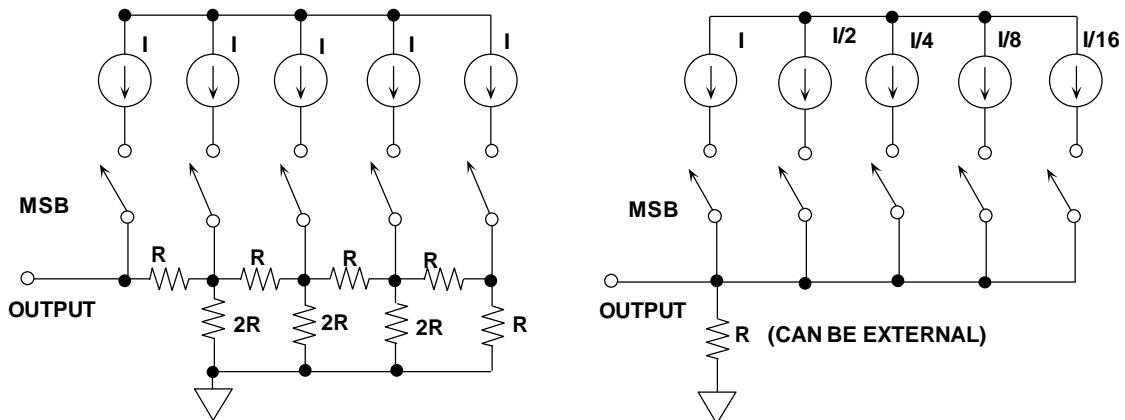 I I I I I
MSB
R R R R
OUTPUT
2R 2R 2R R
I I/2 I/4 I/8 I/16
MSB
OUTPUT
R (CAN BE EXTERNAL)